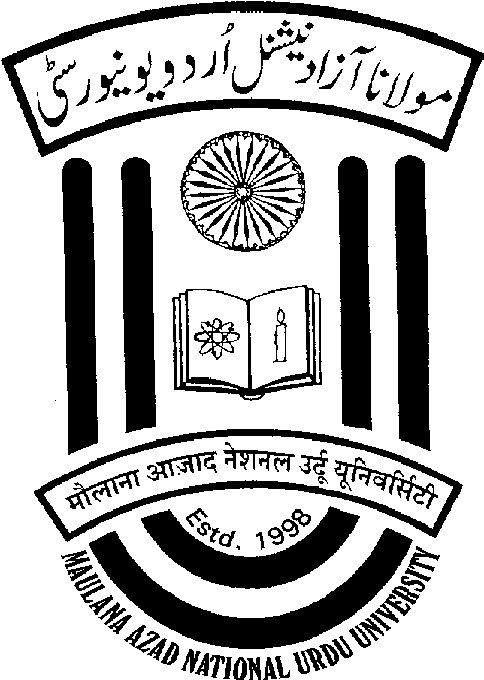 مولانا آزاد نیشنل اُردو یونیورسٹی
मौलाना आज़ाद नेशनल उर्दू यूनिवर्सिटी
Estd. 1998
MAULANA AZAD NATIONAL URDU UNIVERSITY